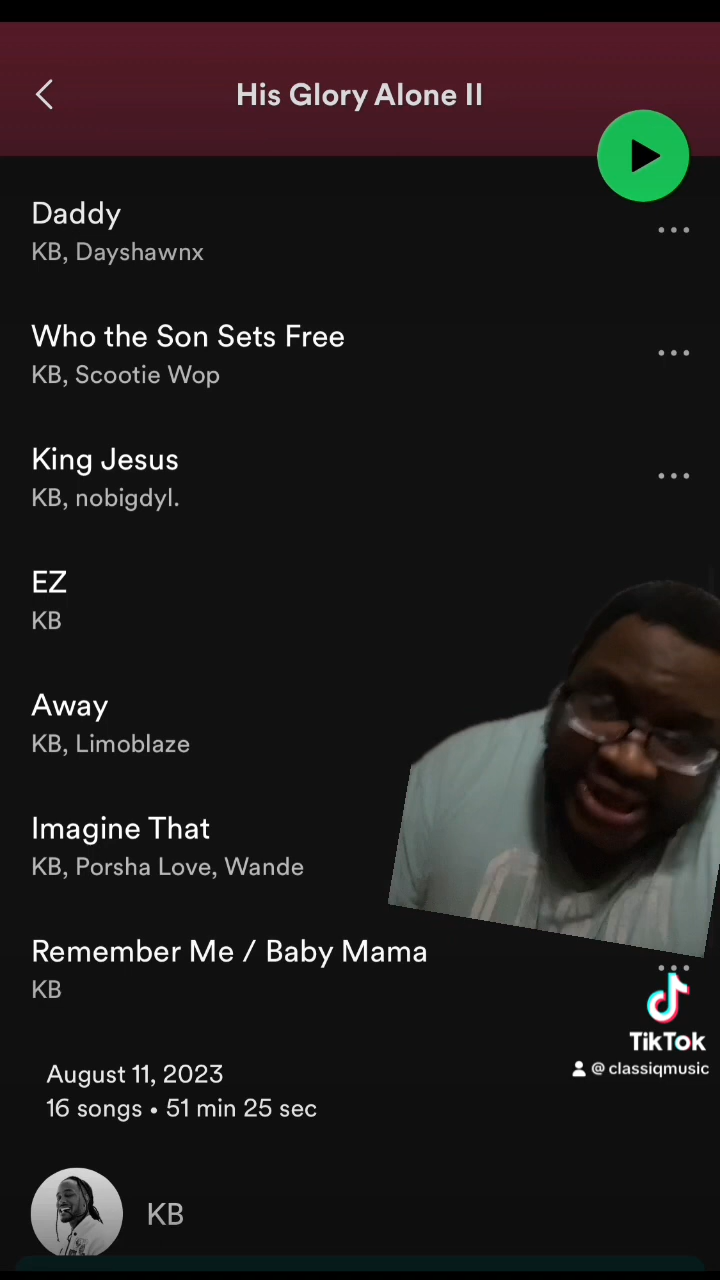 His Glory Alone II
Daddy
KB, Dayshawnx
Who the Son Sets Free
KB, Scootie Wop
King Jesus
KB, nobigdyl.
EZ
KB
Away
KB, Limoblaze
Imagine That
KB, Porsha Love, Wande
Remember Me / Baby Mama
KB
TikTok
@classiqmusic
August 11, 2023
16 songs • 51 min 25 sec
KB